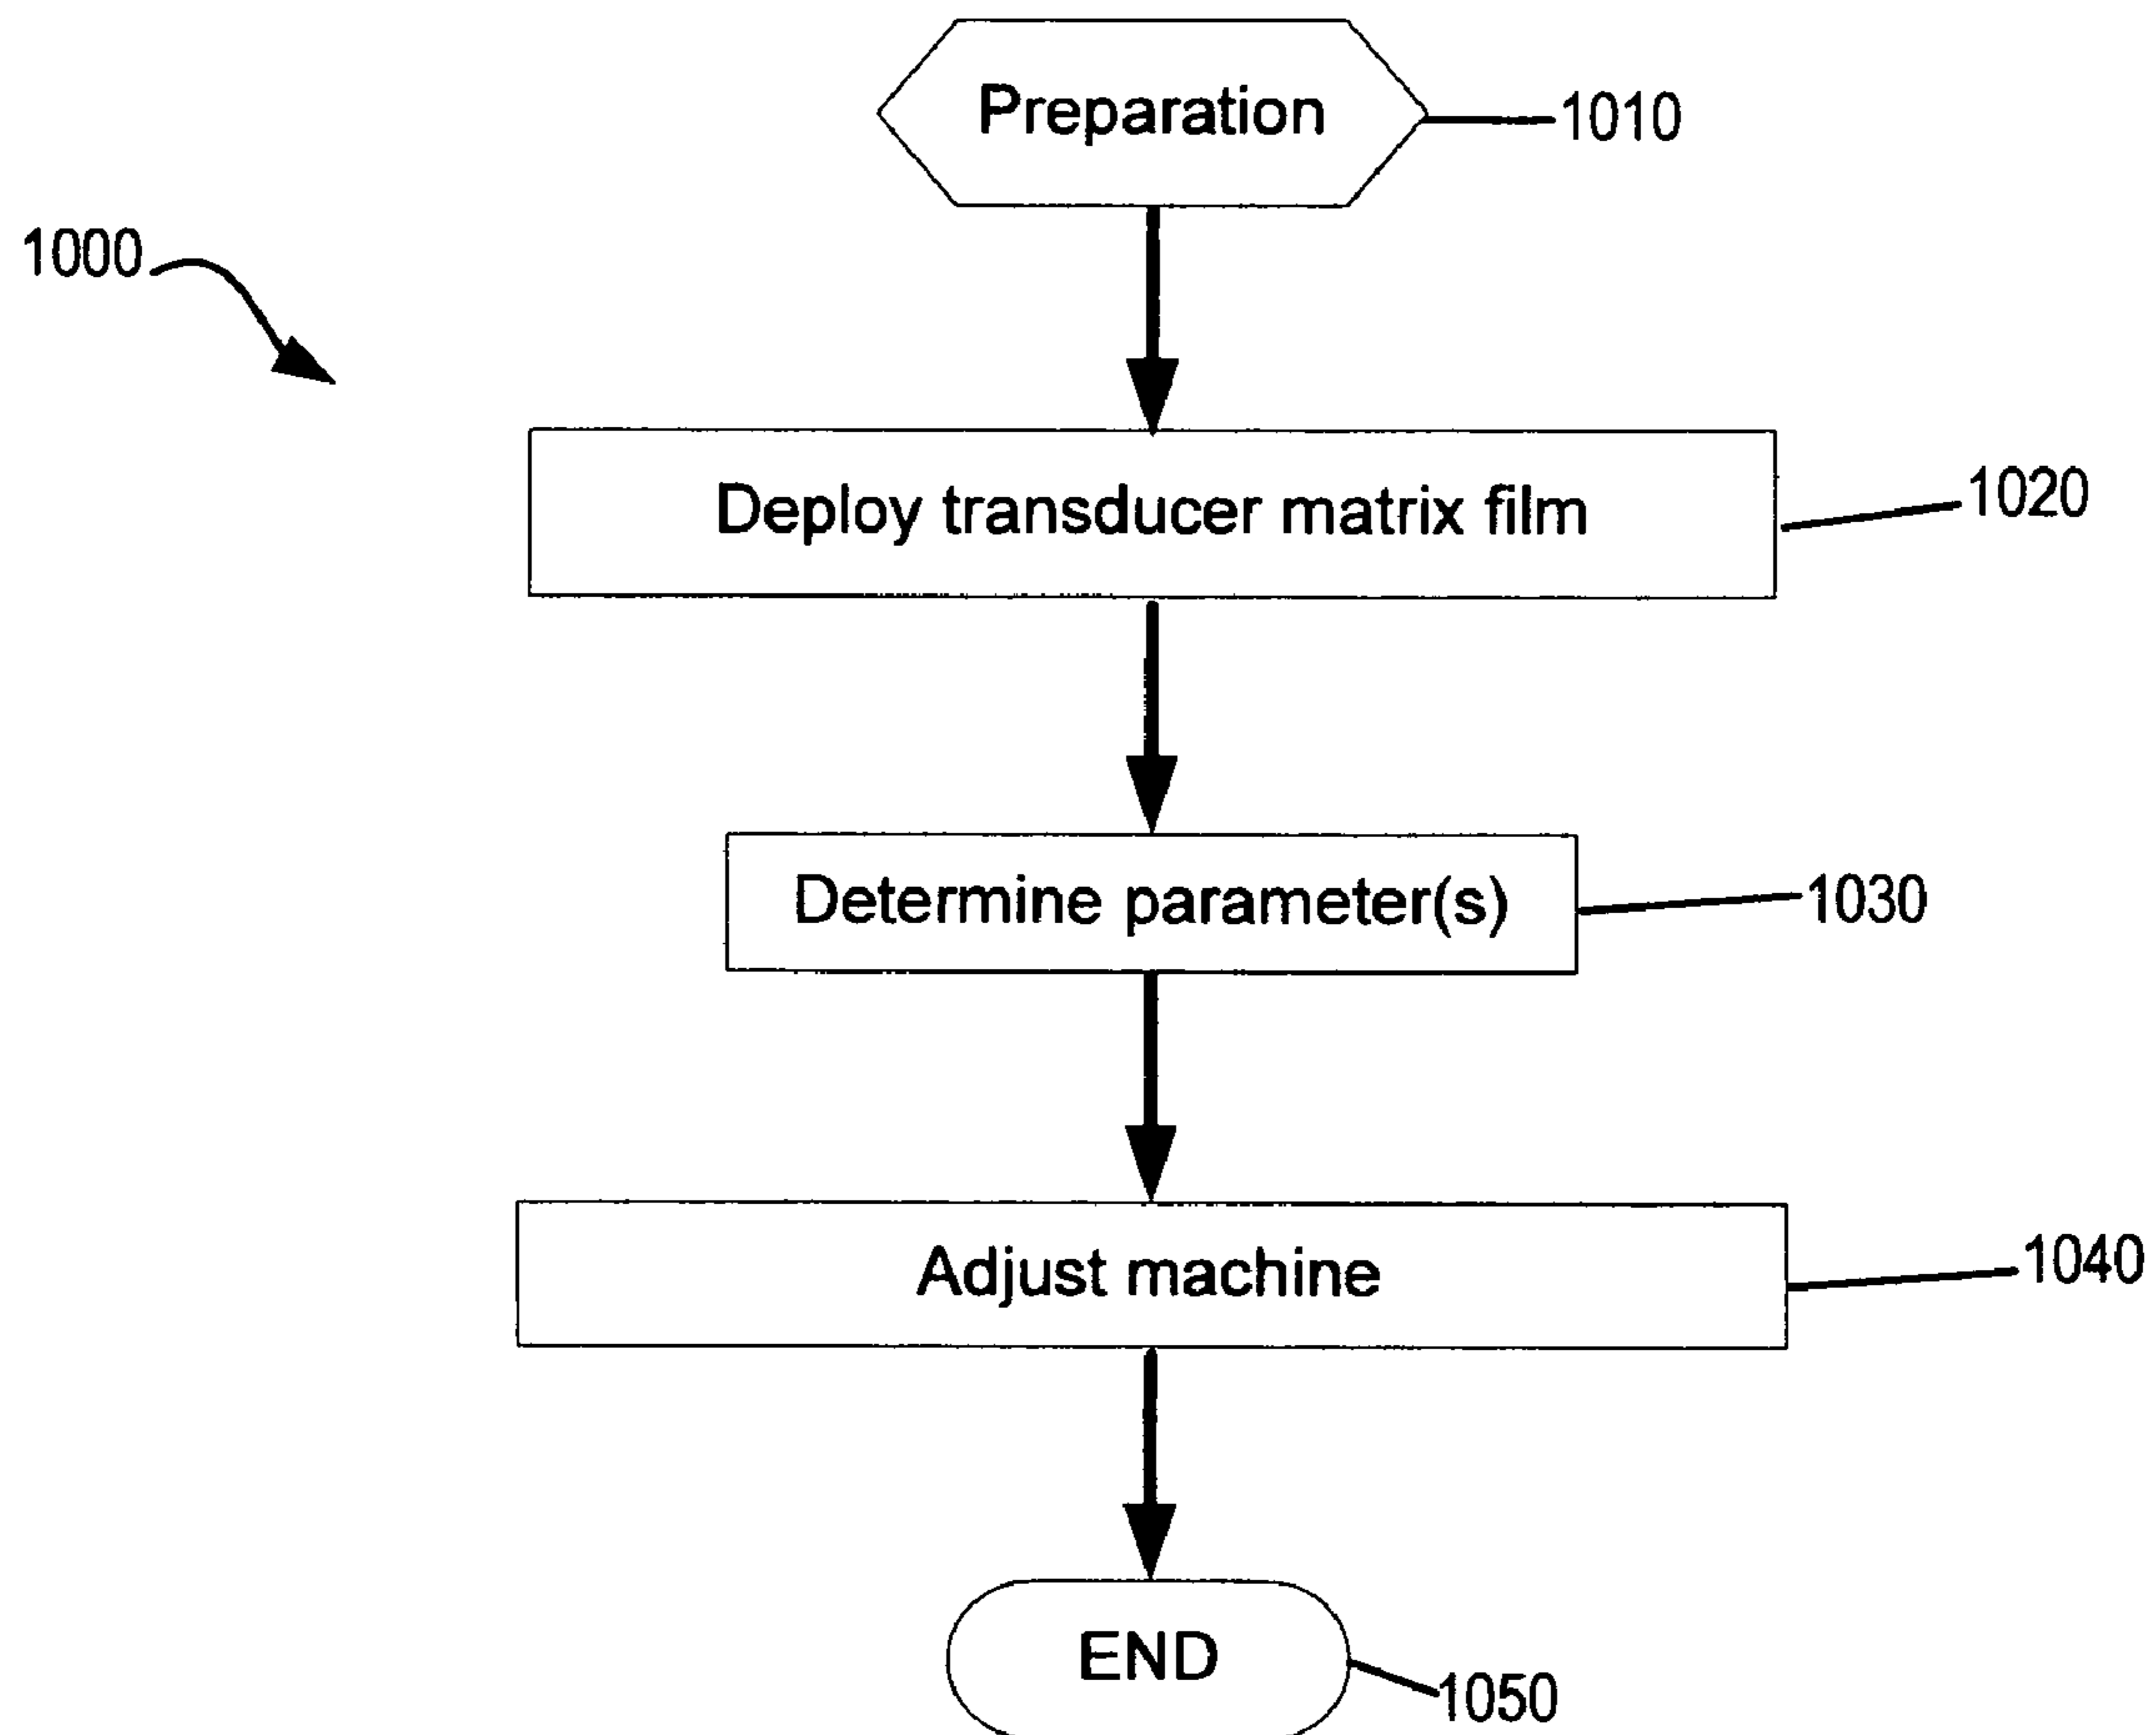 Preparation
1010
1000
Deploy transducer matrix film
1020
Determine parameter(s)
1030
Adjust machine
1040
END
1050